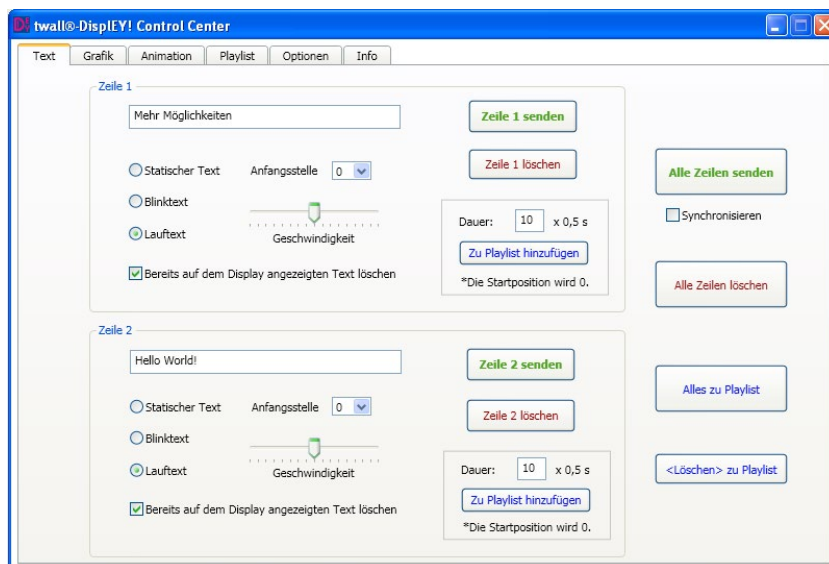 twall®-DisplEY! Control Center
Text Grafik Animation Playlist Optionen Info
Zeile 1
Mehr Möglichkeiten
Zeile 1 senden
Statischer Text Anfangsstelle 0
Zeile 1 löschen
Blinktext
Lauftext
Geschwindigkeit
Bereits auf dem Display angezeigten Text löschen
Dauer: 10 x 0,5 s
Zu Playlist hinzufügen
*Die Startposition wird 0.
Zeile 2
Hello World!
Zeile 2 senden
Statischer Text Anfangsstelle 0
Zeile 2 löschen
Blinktext
Lauftext
Geschwindigkeit
Bereits auf dem Display angezeigten Text löschen
Dauer: 10 x 0,5 s
Zu Playlist hinzufügen
*Die Startposition wird 0.
Alle Zeilen senden
Synchronisieren
Alle Zeilen löschen
Alles zu Playlist
<Löschen> zu Playlist